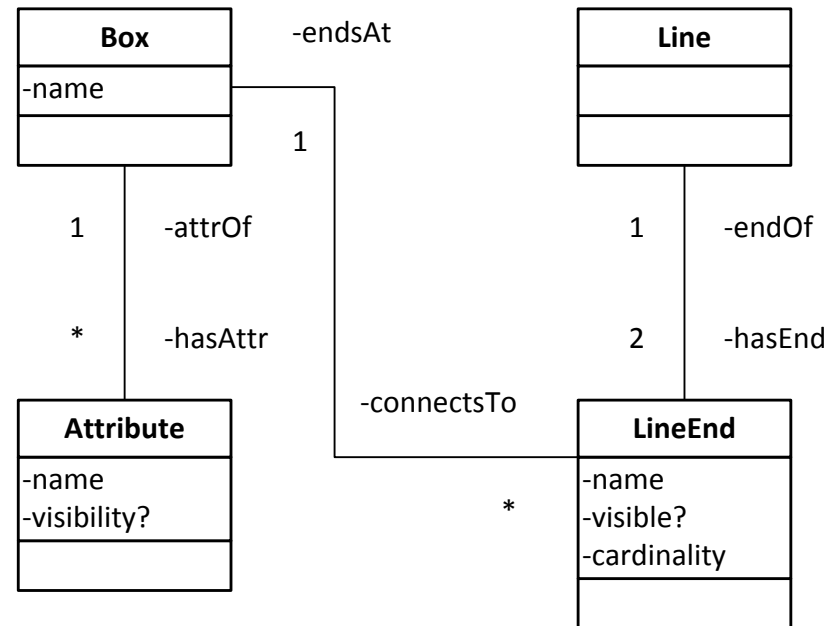 Box
-name
-endsAt
1
Line
1
-attrOf
*
-hasAttr
1
-endOf
2
-hasEnd
-connectsTo
*
Attribute
-name
-visibility?
LineEnd
-name
-visible?
-cardinality